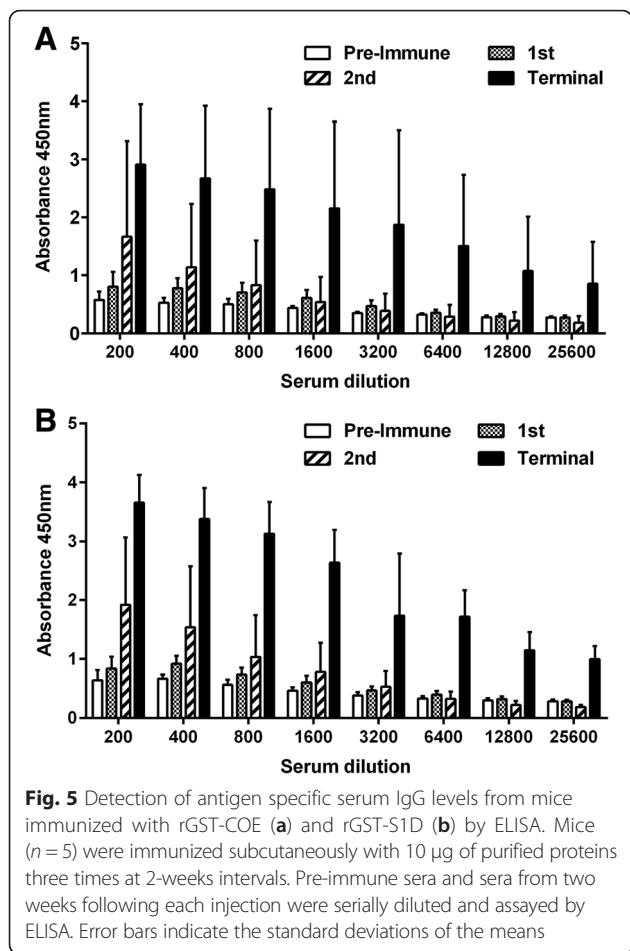 A
Pre-Immune 1st
2nd Terminal
Absorbance 450nm
5
4
3
2
1
0
200 400 800 1600 3200 6400 12800 25600
Serum dilution
B
Pre-Immune 1st
2nd Terminal
Absorbance 450nm
5
4
3
2
1
0
200 400 800 1600 3200 6400 12800 25600
Serum dilution
Fig. 5 Detection of antigen specific serum IgG levels from mice
immunized with rGST-COE (a) and rGST-S1D (b) by ELISA. Mice
(n = 5) were immunized subcutaneously with 10 μg of purified proteins
three times at 2-weeks intervals. Pre-immune sera and sera from two
weeks following each injection were serially diluted and assayed by
ELISA. Error bars indicate the standard deviations of the means